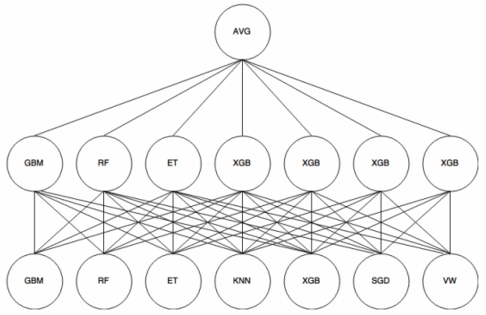 AVG
GBM RF ET XGB XGB XGB XGB
GBM RF ET KNN XGB SGD VW